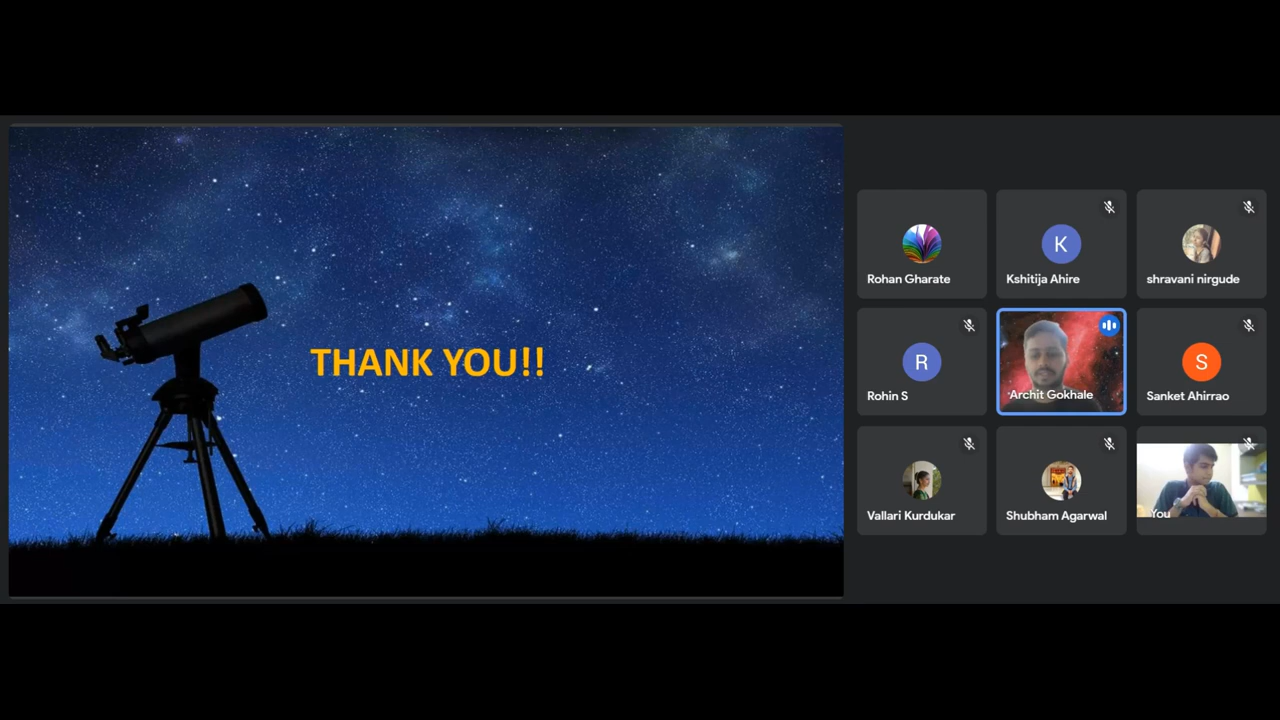 THANK YOU!!
Rohan Gharate
K
Kshitija Ahire
shravani nirgude
R
Rohin S
Archit Gokhale
S
Sanket Ahirrao
Vallari Kurdukar
Shubham Agarwal
You